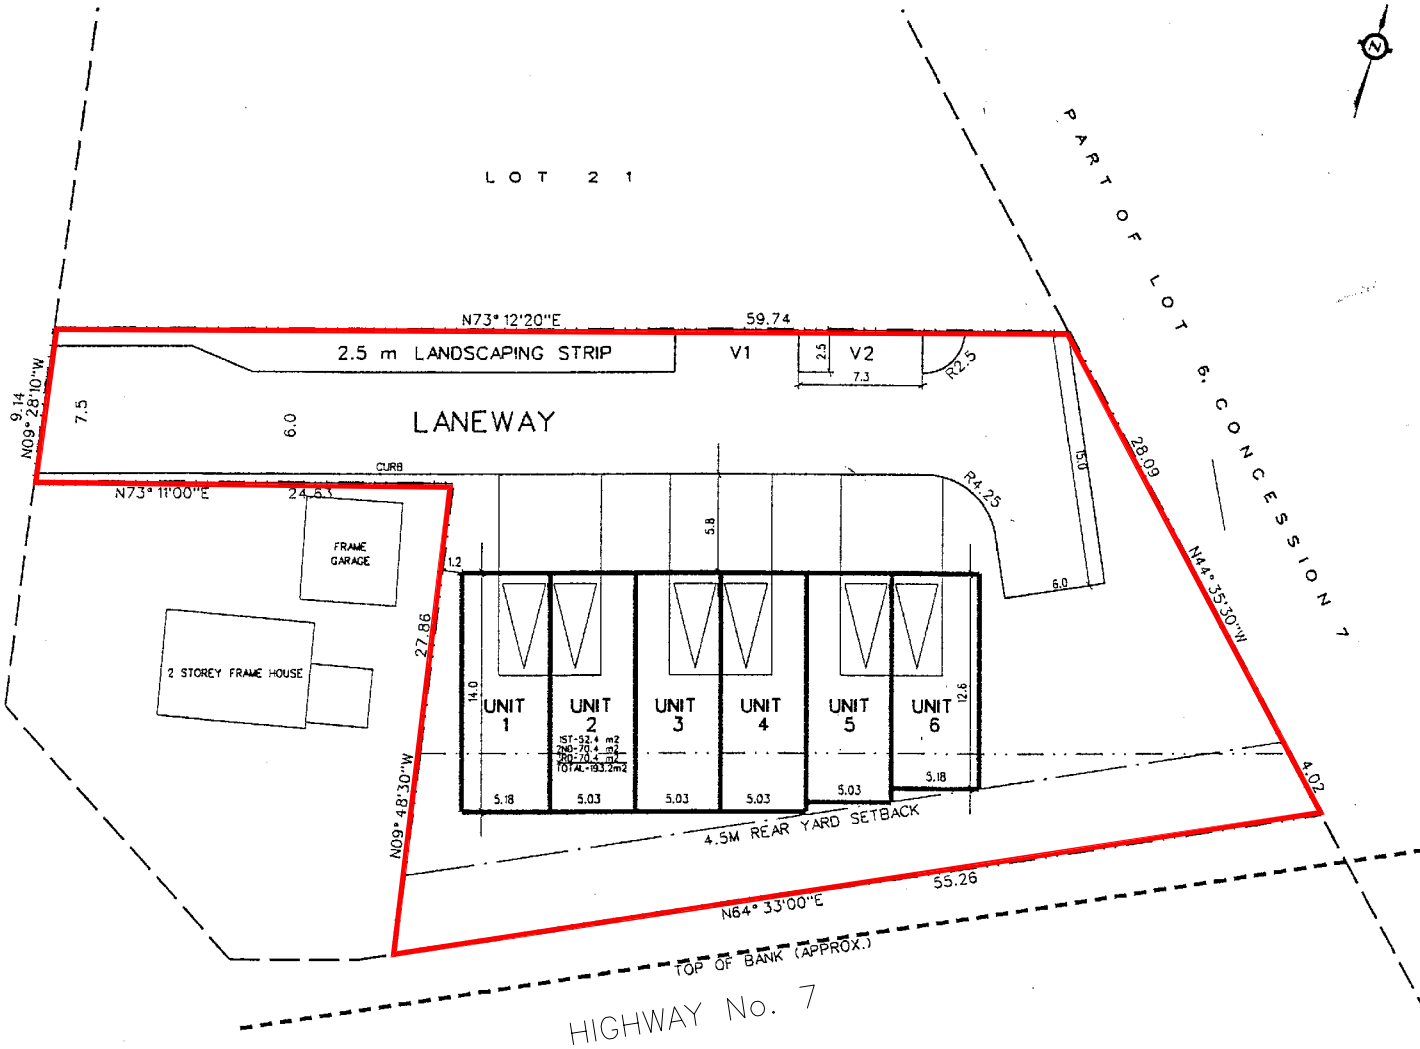 N
LOT 21
PART OF LOT 6, CONCESSION 7
N73° 12'20"E
59.74
2.5 m LANDSCAPING STRIP
V1
2.5
V2
R2.5
7.3
9.14
N09° 28'10"W
7.5
6.0
LANEWAY
CURB
28.09
15.0
N73° 11'00"E
24.63
R4.25
5.8
FRAME
GARAGE
1.2
6.0
N44° 35'30"W
27.86
2 STOREY FRAME HOUSE
14.0
12.6
UNIT
1
UNIT
2
UNIT
3
UNIT
4
UNIT
5
UNIT
6
1ST-52.4 m2
2ND-70.4 m2
3RD-70.4 m2
TOTAL-193.2m2
5.18
5.03
5.03
5.03
5.03
5.18
4.02
N09° 48'30"W
4.5M REAR YARD SETBACK
55.26
N64° 33'00"E
TOP OF BANK (APPROX.)
HIGHWAY No. 7